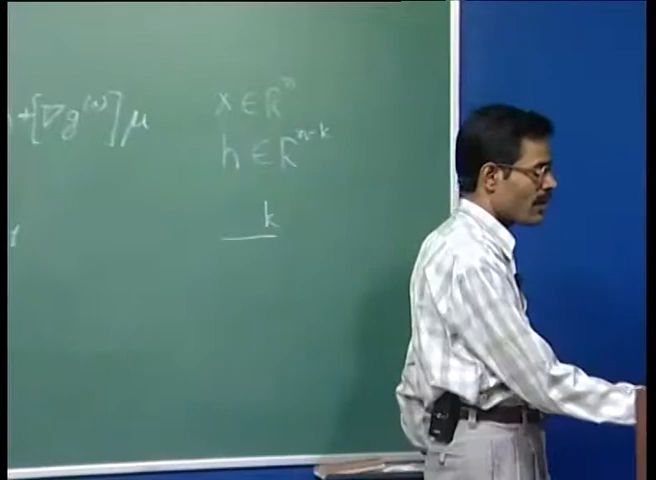 +[∇g(x)]μ
x ∈ ℝⁿ
h ∈ ℝⁿ⁻ᵏ
k